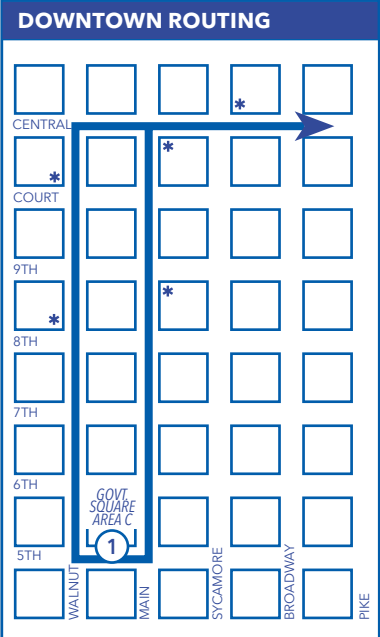 DOWNTOWN ROUTING
*
CENTRAL
*
*
COURT
9TH
*
*
8TH
7TH
6TH
GOVT.
SQUARE
AREA C
1
5TH
WALNUT
MAIN
SYCAMORE
BROADWAY
PIKE